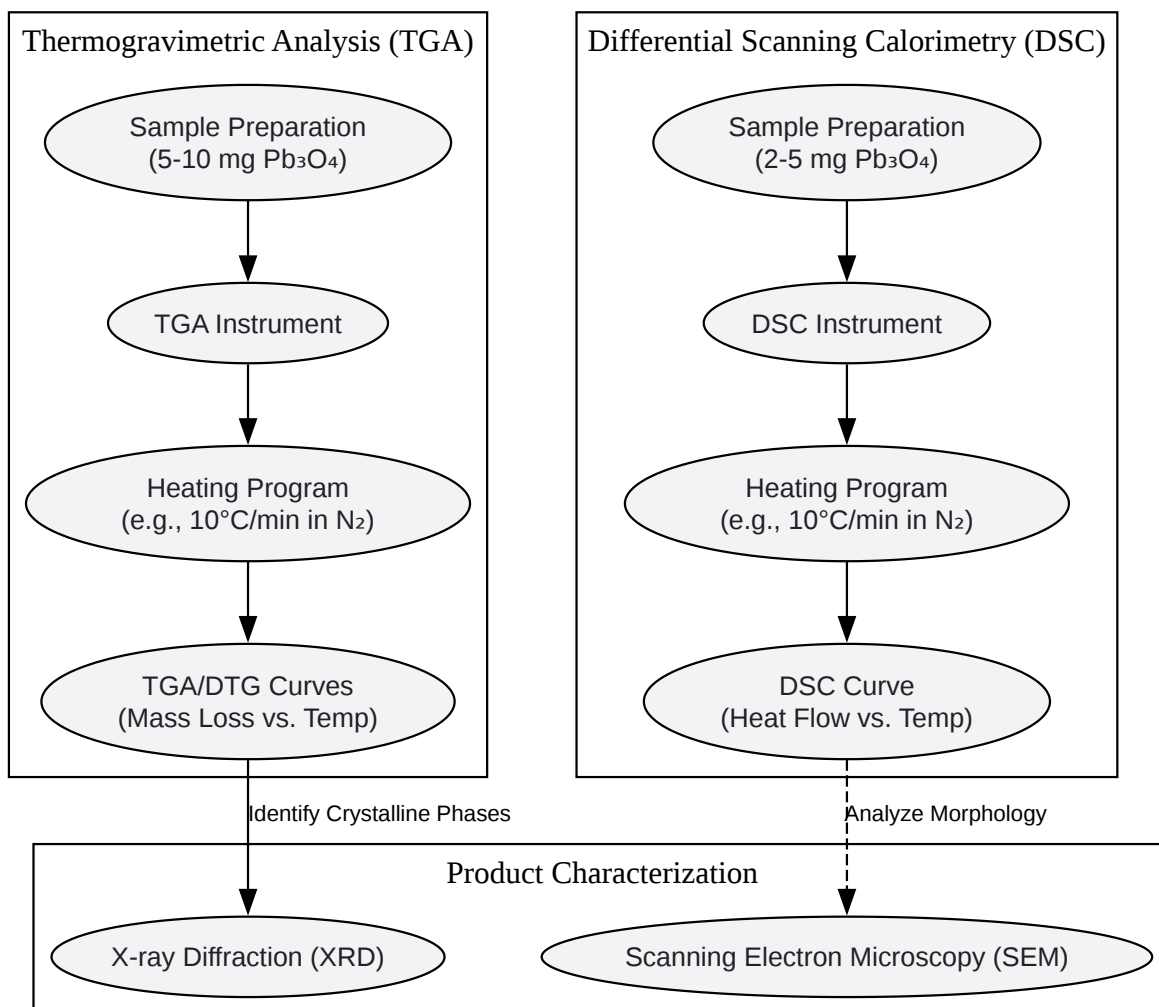 Thermogravimetric Analysis (TGA)
Sample Preparation
(5-10 mg Pb₃O₄)
TGA Instrument
Heating Program
(e.g., 10°C/min in N₂)
TGA/DTG Curves
(Mass Loss vs. Temp)
Differential Scanning Calorimetry (DSC)
Sample Preparation
(2-5 mg Pb₃O₄)
DSC Instrument
Heating Program
(e.g., 10°C/min in N₂)
DSC Curve
(Heat Flow vs. Temp)
Identify Crystalline Phases
Analyze Morphology
Product Characterization
X-ray Diffraction (XRD)
Scanning Electron Microscopy (SEM)